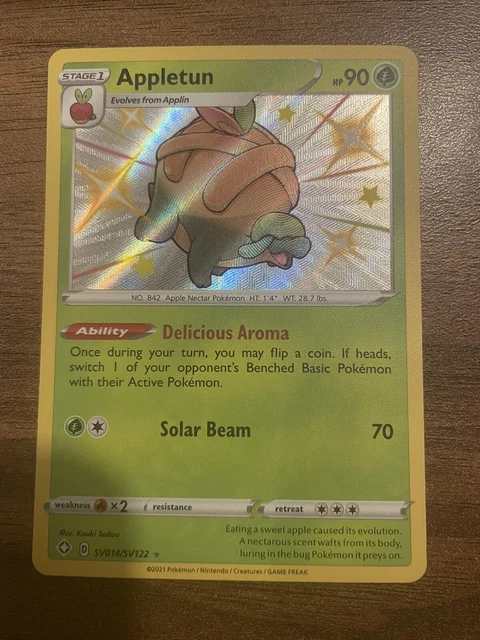 STAGE 1 Appletun HP 90
Evolves from Applin
NO. 842 Apple Nectar Pokémon HT: 1'4" WT: 28.7 lbs.
Ability Delicious Aroma
Once during your turn, you may flip a coin. If heads,
switch 1 of your opponent's Benched Basic Pokémon
with their Active Pokémon.
Solar Beam 70
weakness ×2 resistance retreat
Illus. Kouki Saitou
D SV014/SV122
Eating a sweet apple caused its evolution.
A nectarous scent wafts from its body,
luring in the bug Pokémon it preys on.
©2021 Pokémon / Nintendo / Creatures / GAME FREAK